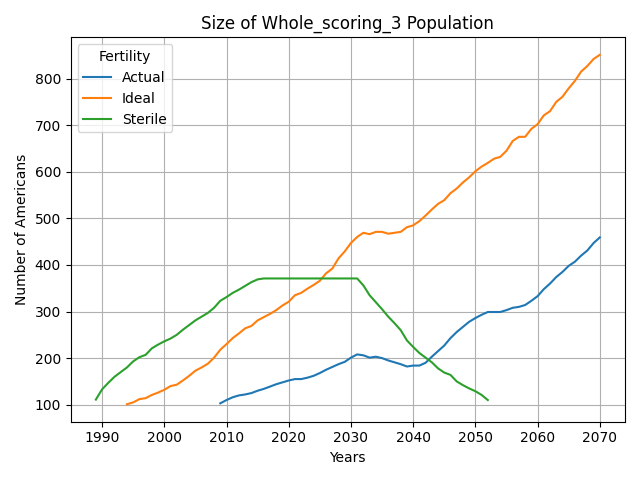 Size of Whole_scoring_3 Population
Fertility
Actual
Ideal
Sterile
Number of Americans
800
700
600
500
400
300
200
100
1990 2000 2010 2020 2030 2040 2050 2060 2070
Years